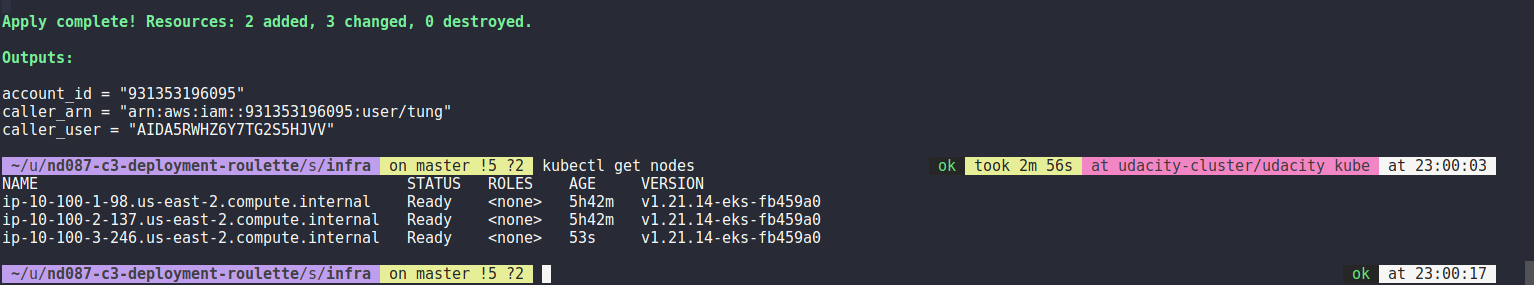 Apply complete! Resources: 2 added, 3 changed, 0 destroyed.
Outputs:
account_id = "931353196095"
caller_arn = "arn:aws:iam::931353196095:user/tung"
caller_user = "AIDA5RWHZ6Y7TG2S5HJVV"
~/u/nd087-c3-deployment-roulette/s/infra on master !5 ?2 kubectl get nodes ok took 2m 56s at udacity-cluster/udacity kube at 23:00:03
NAME STATUS ROLES AGE VERSION
ip-10-100-1-98.us-east-2.compute.internal Ready <none> 5h42m v1.21.14-eks-fb459a0
ip-10-100-2-137.us-east-2.compute.internal Ready <none> 5h42m v1.21.14-eks-fb459a0
ip-10-100-3-246.us-east-2.compute.internal Ready <none> 53s v1.21.14-eks-fb459a0
~/u/nd087-c3-deployment-roulette/s/infra on master !5 ?2 ok at 23:00:17